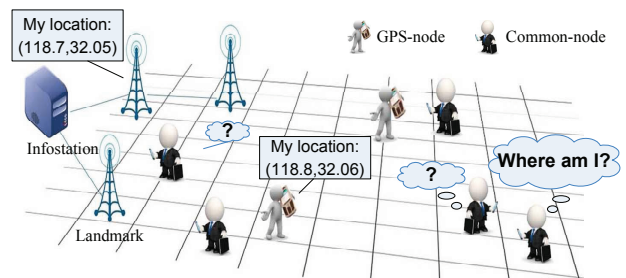 My location:
(118.7,32.05)
GPS-node
Common-node
Infostation
?
My location:
(118.8,32.06)
?
Where am I?
Landmark